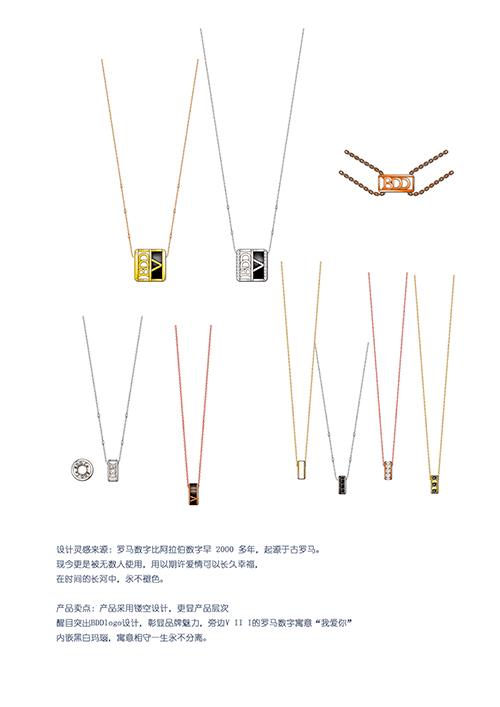 BDD
设计灵感来源：罗马数字比阿拉伯数字早 2000 多年，起源于古罗马。
现今更是被无数人使用，用以期许爱情可以长久幸福，
在时间的长河中，永不褪色。
产品卖点：产品采用镂空设计，更显产品层次
醒目突出BDDlogo设计，彰显品牌魅力，旁边V II I的罗马数字寓意“我爱你”
内嵌黑白玛瑙，寓意相守一生永不分离。